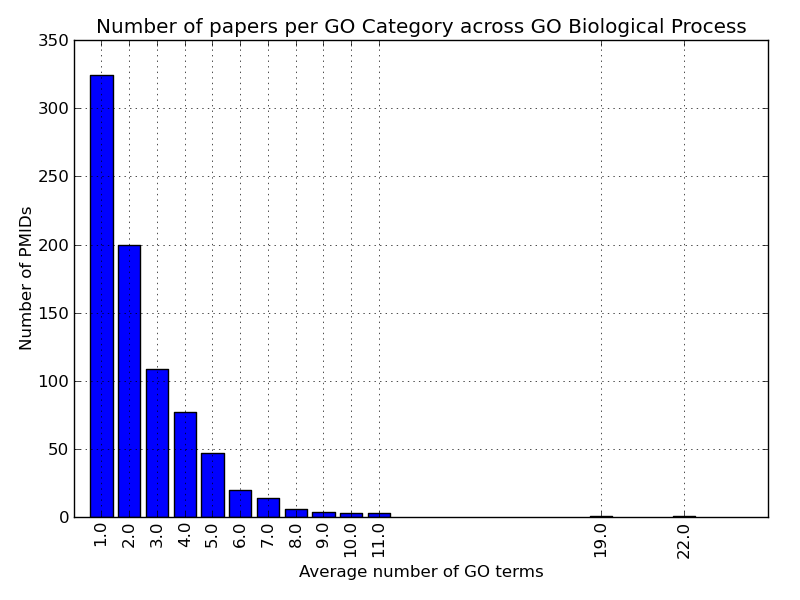 Number of papers per GO Category across GO Biological Process
350
300
250
200
150
100
50
0
Number of PMIDs
1.0 2.0 3.0 4.0 5.0 6.0 7.0 8.0 9.0 10.0 11.0 19.0 22.0
Average number of GO terms